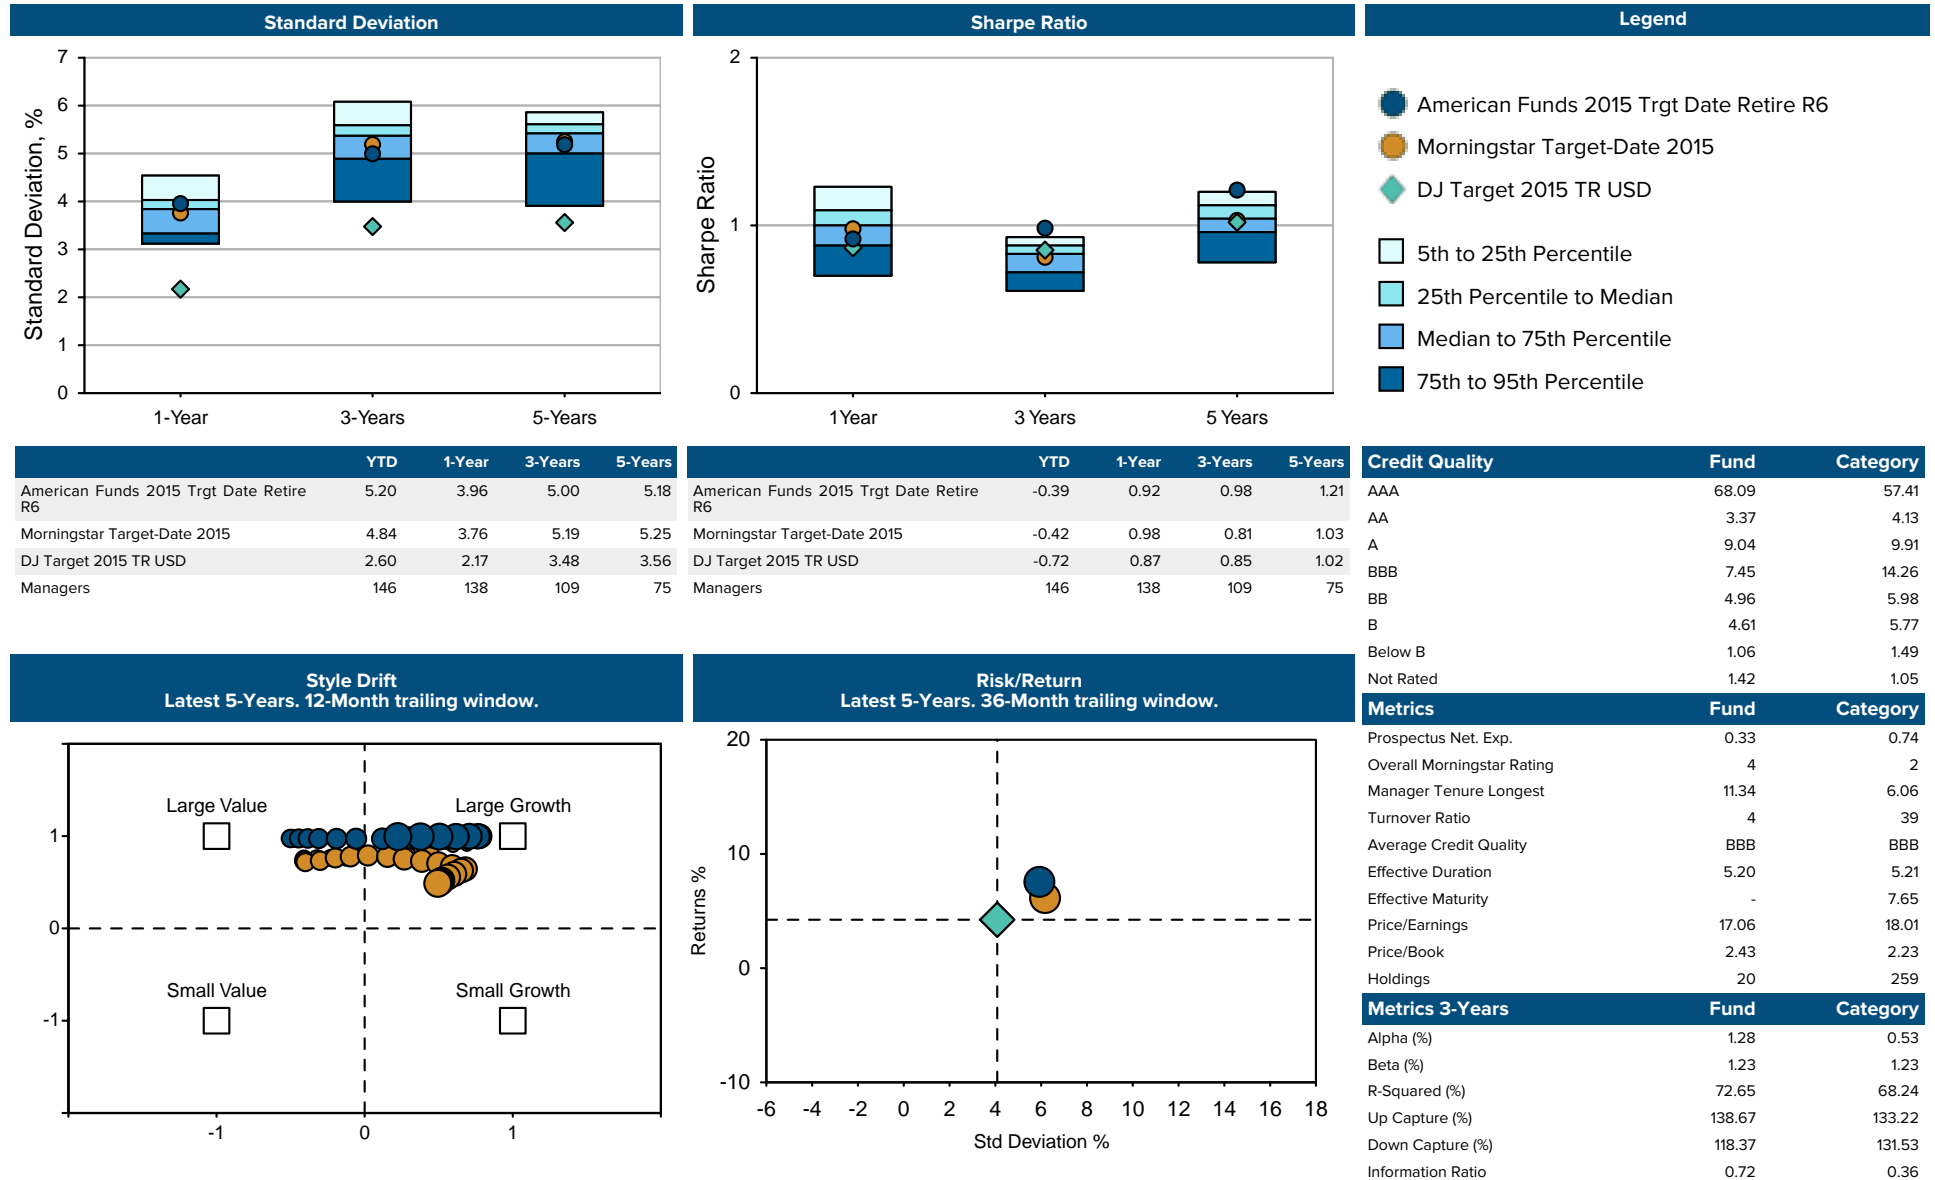 Standard Deviation
Standard Deviation, %
7
6
5
4
3
2
1
0
1-Year 3-Years 5-Years
Sharpe Ratio
Sharpe Ratio
2
1
0
1Year 3 Years 5 Years
Legend
American Funds 2015 Trgt Date Retire R6
Morningstar Target-Date 2015
DJ Target 2015 TR USD
5th to 25th Percentile
25th Percentile to Median
Median to 75th Percentile
75th to 95th Percentile
YTD 1-Year 3-Years 5-Years
American Funds 2015 Trgt Date Retire 5.20 3.96 5.00 5.18
R6
Morningstar Target-Date 2015 4.84 3.76 5.19 5.25
DJ Target 2015 TR USD 2.60 2.17 3.48 3.56
Managers 146 138 109 75
YTD 1-Year 3-Years 5-Years
American Funds 2015 Trgt Date Retire -0.39 0.92 0.98 1.21
R6
Morningstar Target-Date 2015 -0.42 0.98 0.81 1.03
DJ Target 2015 TR USD -0.72 0.87 0.85 1.02
Managers 146 138 109 75
Credit Quality Fund Category
AAA 68.09 57.41
AA 3.37 4.13
A 9.04 9.91
BBB 7.45 14.26
BB 4.96 5.98
B 4.61 5.77
Below B 1.06 1.49
Not Rated 1.42 1.05
Metrics Fund Category
Prospectus Net. Exp. 0.33 0.74
Overall Morningstar Rating 4 2
Manager Tenure Longest 11.34 6.06
Turnover Ratio 4 39
Average Credit Quality BBB BBB
Effective Duration 5.20 5.21
Effective Maturity - 7.65
Price/Earnings 17.06 18.01
Price/Book 2.43 2.23
Holdings 20 259
Metrics 3-Years Fund Category
Alpha (%) 1.28 0.53
Beta (%) 1.23 1.23
R-Squared (%) 72.65 68.24
Up Capture (%) 138.67 133.22
Down Capture (%) 118.37 131.53
Information Ratio 0.72 0.36
Style Drift
Latest 5-Years. 12-Month trailing window.
Large Value Large Growth
1
0
Small Value Small Growth
-1
-1 0 1
Risk/Return
Latest 5-Years. 36-Month trailing window.
Returns %
20
10
0
-10
-6 -4 -2 0 2 4 6 8 10 12 14 16 18
Std Deviation %